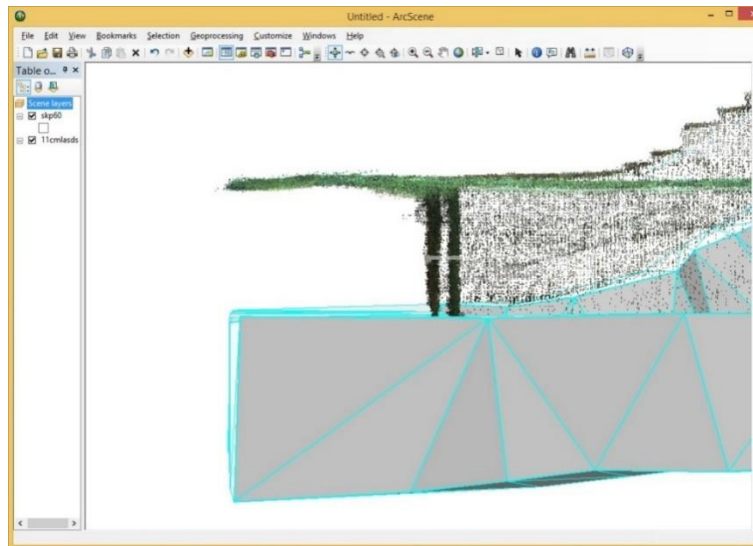 Untitled - ArcScene
File Edit View Bookmarks Selection Geoprocessing Customize Windows Help
Table o...
Scene layers
skp60
11cmlasds